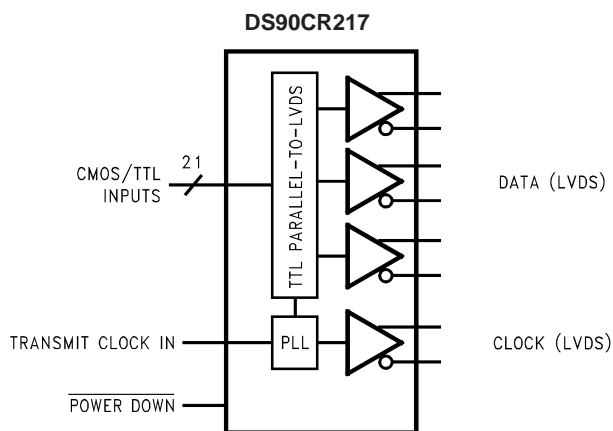 DS90CR217
21
CMOS/TTL
INPUTS
TTL PARALLEL-TO-LVDS
DATA (LVDS)
TRANSMIT CLOCK IN
PLL
CLOCK (LVDS)
POWER DOWN